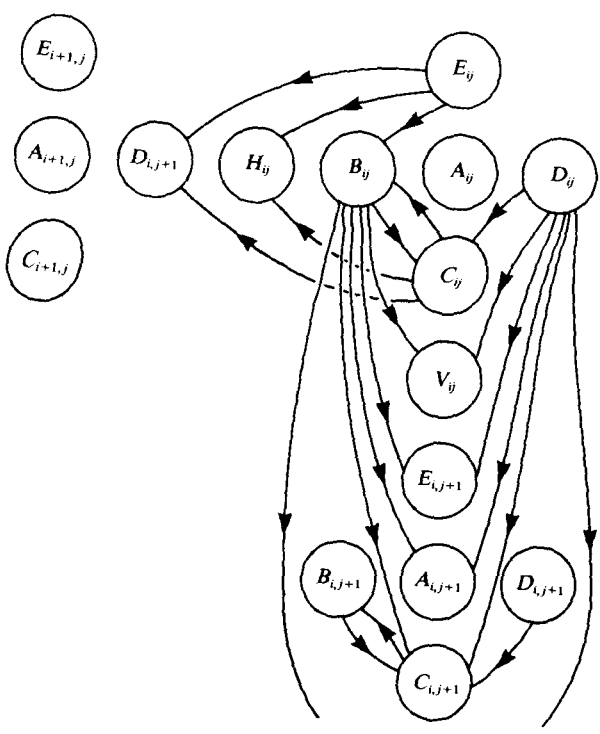 E_{i+1,j}
E_{ij}
A_{i+1,j}
D_{i,j+1}
H_{ij}
B_{ij}
A_{ij}
D_{ij}
C_{i+1,j}
C_{ij}
V_{ij}
E_{i,j+1}
B_{i,j+1}
A_{i,j+1}
D_{i,j+1}
C_{i,j+1}